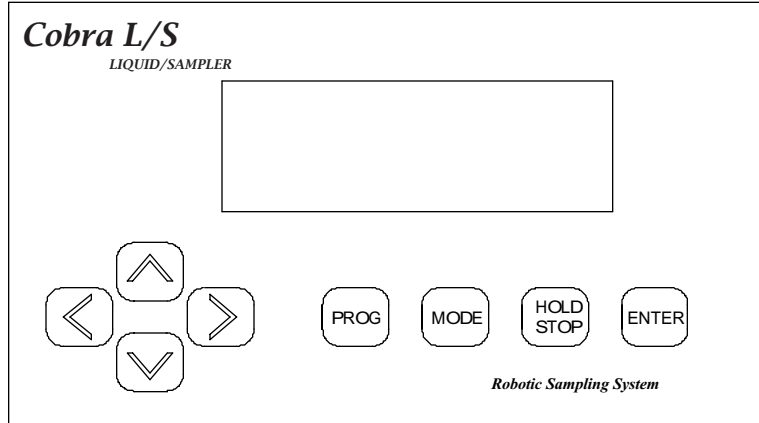 Cobra L/S
LIQUID/SAMPLER
PROG
MODE
HOLD
STOP
ENTER
Robotic Sampling System